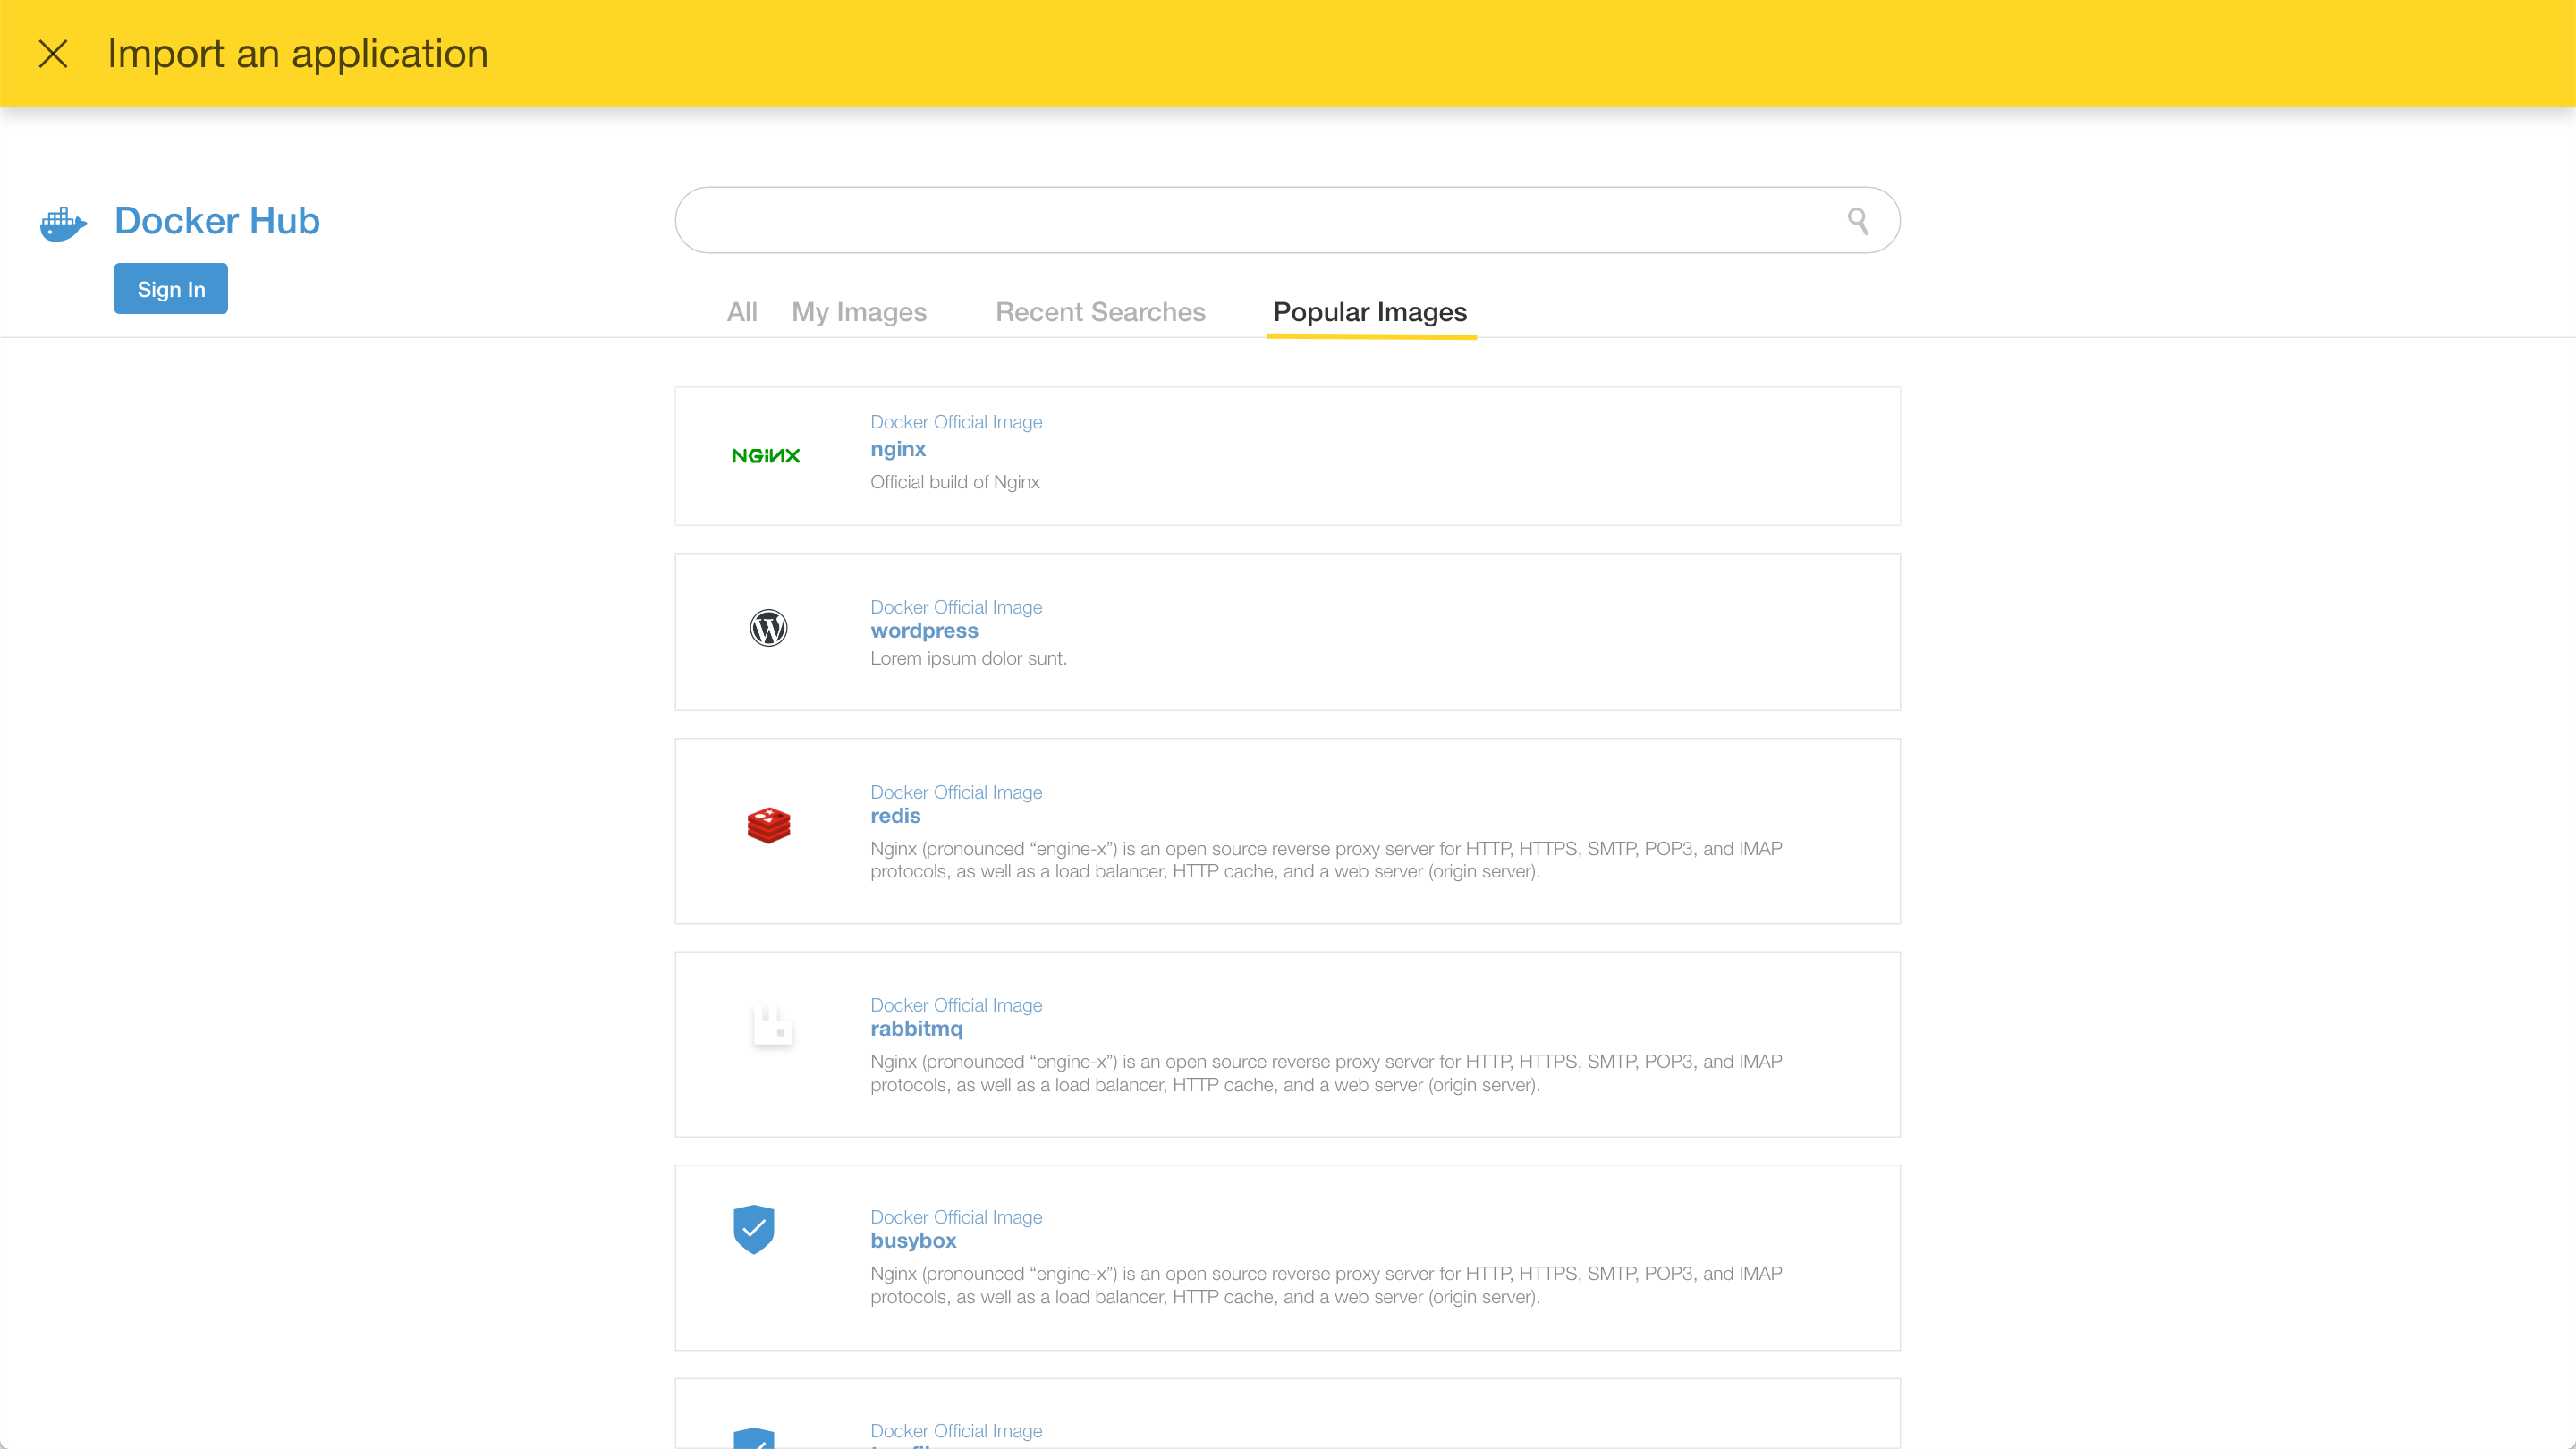 Import an application
Docker Hub
Sign In
All
My Images
Recent Searches
Popular Images
NGINX
Docker Official Image
nginx
Official build of Nginx
Docker Official Image
wordpress
Lorem ipsum dolor sunt.
Docker Official Image
redis
Nginx (pronounced “engine-x”) is an open source reverse proxy server for HTTP, HTTPS, SMTP, POP3, and IMAP
protocols, as well as a load balancer, HTTP cache, and a web server (origin server).
Docker Official Image
rabbitmq
Nginx (pronounced “engine-x”) is an open source reverse proxy server for HTTP, HTTPS, SMTP, POP3, and IMAP
protocols, as well as a load balancer, HTTP cache, and a web server (origin server).
Docker Official Image
busybox
Nginx (pronounced “engine-x”) is an open source reverse proxy server for HTTP, HTTPS, SMTP, POP3, and IMAP
protocols, as well as a load balancer, HTTP cache, and a web server (origin server).
Docker Official Image